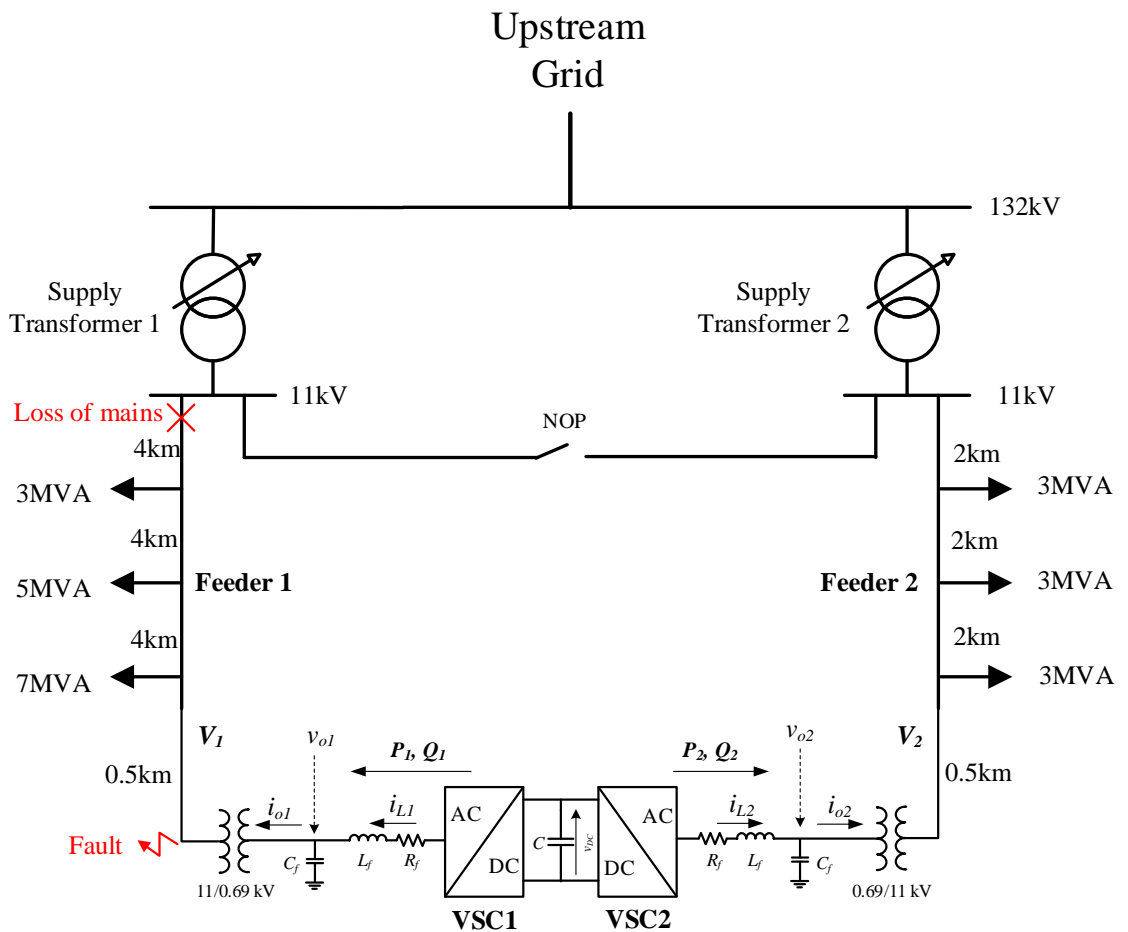 Upstream
Grid
132kV
Supply
Transformer 1
Supply
Transformer 2
11kV
11kV
Loss of mains
NOP
4km
2km
3MVA
3MVA
4km
2km
5MVA
Feeder 1
Feeder 2
3MVA
4km
2km
7MVA
3MVA
V1
vo1
P1, Q1
P2, Q2
vo2
V2
0.5km
0.5km
io1
iL1
AC
DC
C
vDC
AC
DC
iL2
io2
Fault
Cf
Lf
Rf
Rf
Lf
Cf
11/0.69 kV
0.69/11 kV
VSC1
VSC2